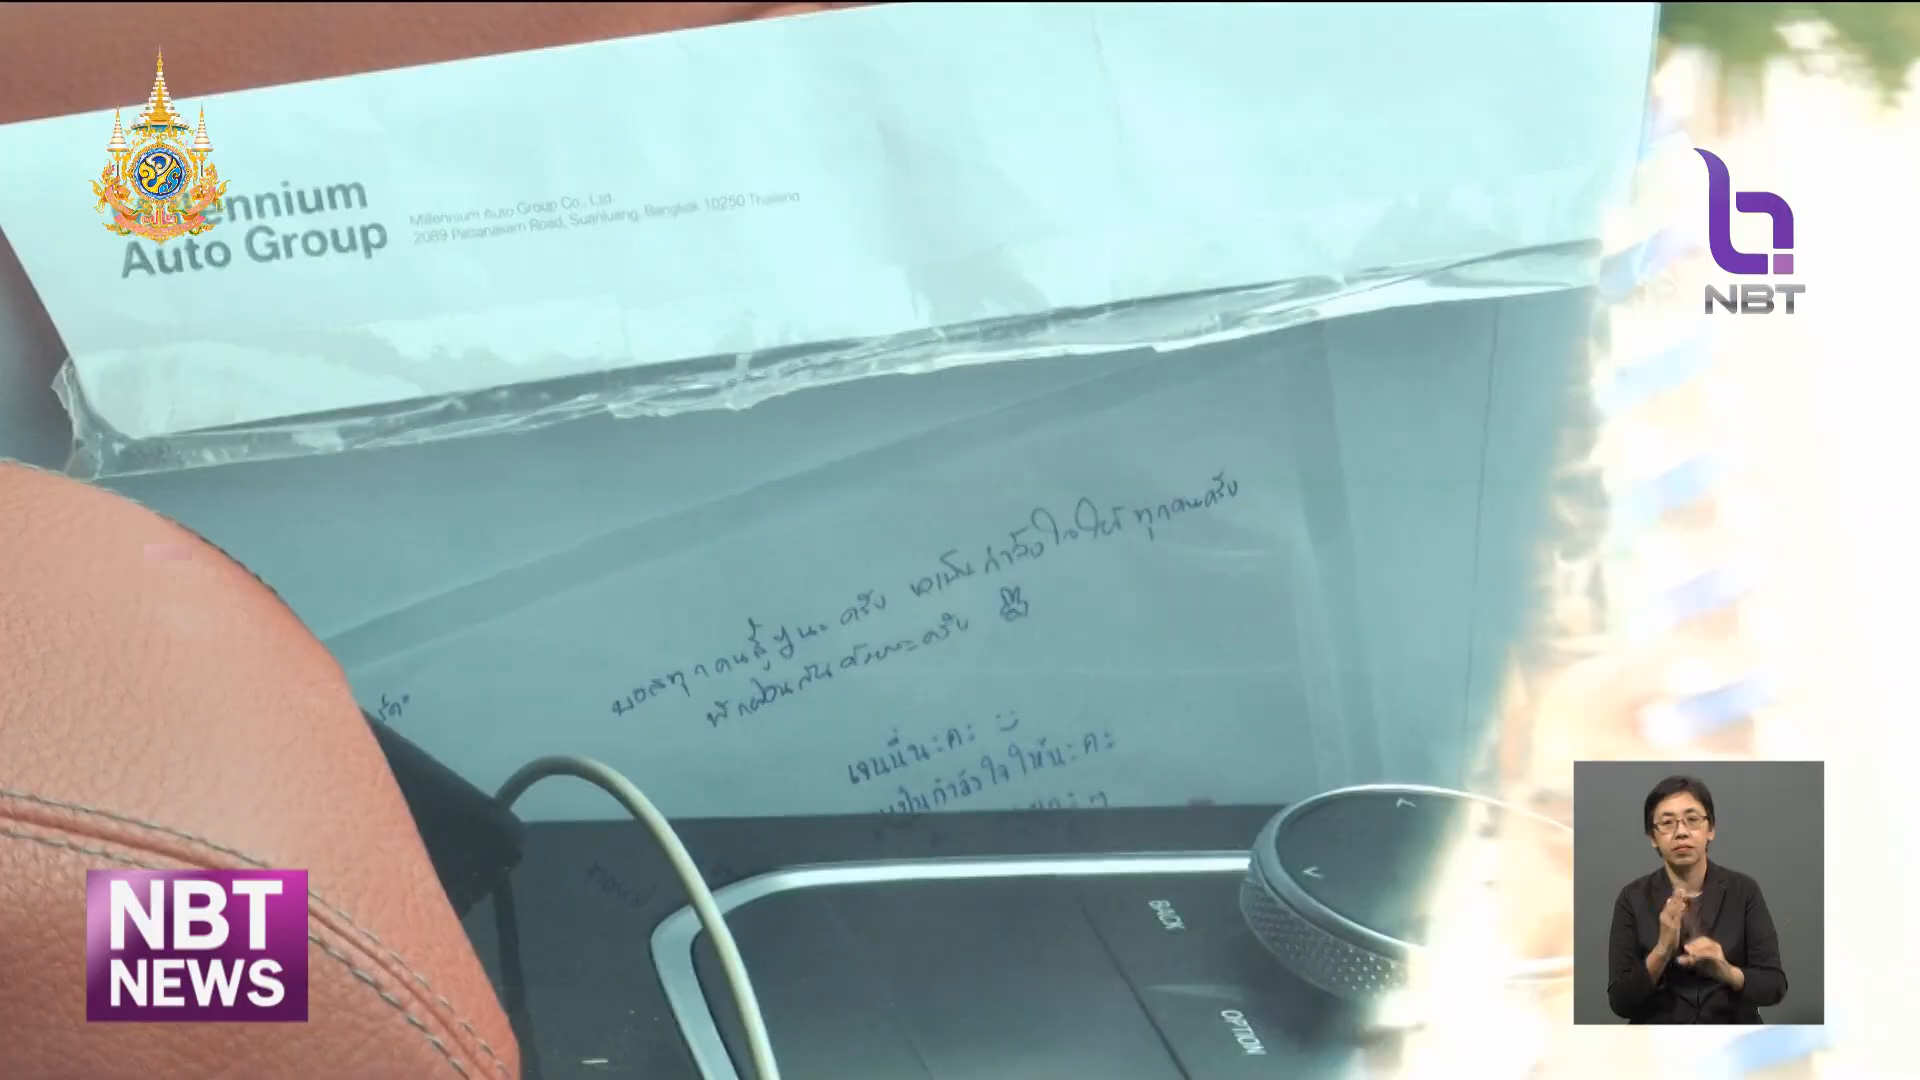 Millennium
Auto Group
Millennium Auto Group Co., Ltd.
2089 Pattanakarn Road, Suanluang, Bangkok 10250 Thailand
NBT
บอสทุกคนสู้ๆนะครับ ขอเป็นกำลังใจให้ทุกคนครับ
พักผ่อนกันด้วยนะครับ
เจนนี่นะคะ
เป็นกำลังใจให้นะคะ
BACK
OPTION
NBT
NEWS